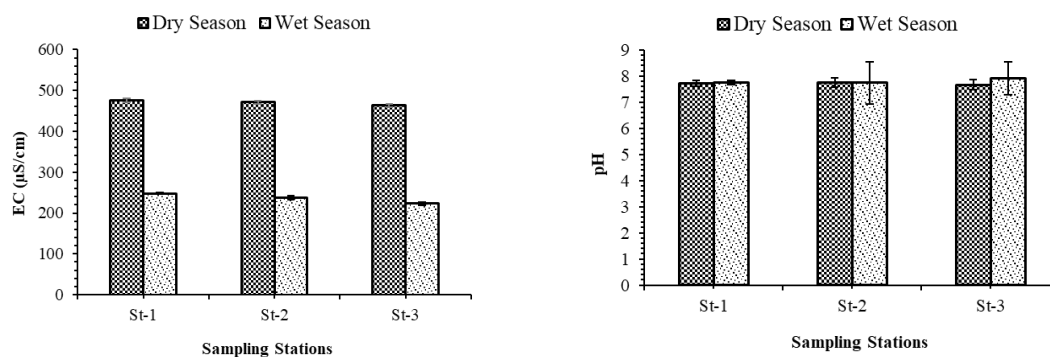 Dry Season Wet Season
600
500
400
300
200
100
0
EC (µS/cm)
St-1 St-2 St-3
Sampling Stations
Dry Season Wet Season
9
8
7
6
5
4
3
2
1
0
pH
St-1 St-2 St-3
Sampling Stations